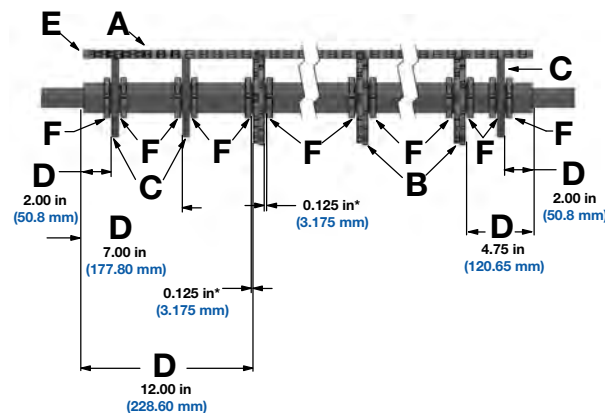 E A
C
F F F F F F F
D C B D
2.00 in
(50.8 mm)
0.125 in*
(3.175 mm)
2.00 in
(50.8 mm)
D
7.00 in
(177.80 mm)
D
4.75 in
(120.65 mm)
0.125 in*
(3.175 mm)
D
12.00 in
(228.60 mm)